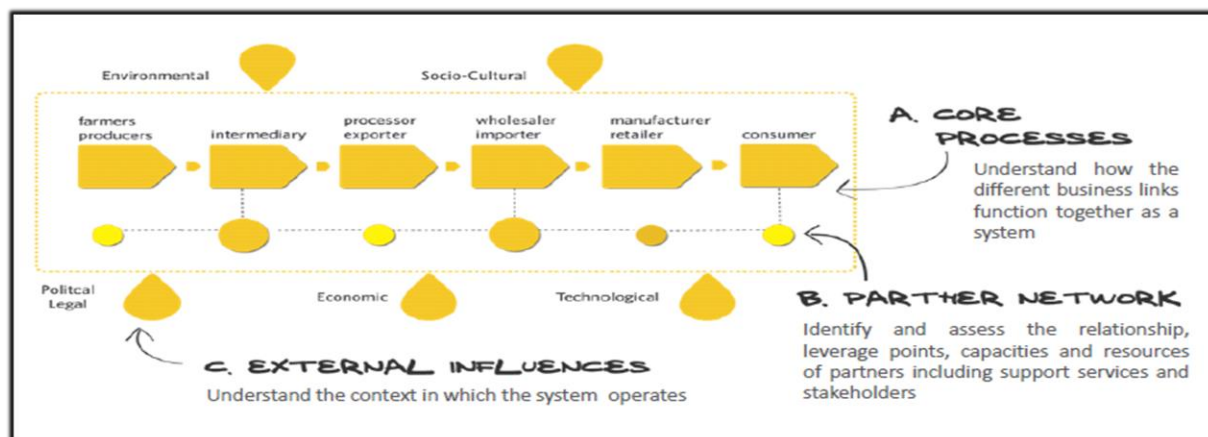 Environmental
Socio-Cultural
farmers
producers
intermediary
processor
exporter
wholesaler
importer
manufacturer
retailer
consumer
A. CORE
PROCESSES
Understand how the
different business links
function together as a
system
Politcal
Legal
Economic
Technological
B. PARTHER NETWORK
Identify and assess the relationship,
leverage points, capacities and resources
of partners including support services and
stakeholders
C. EXTERNAL INFLUENCES
Understand the context in which the system operates